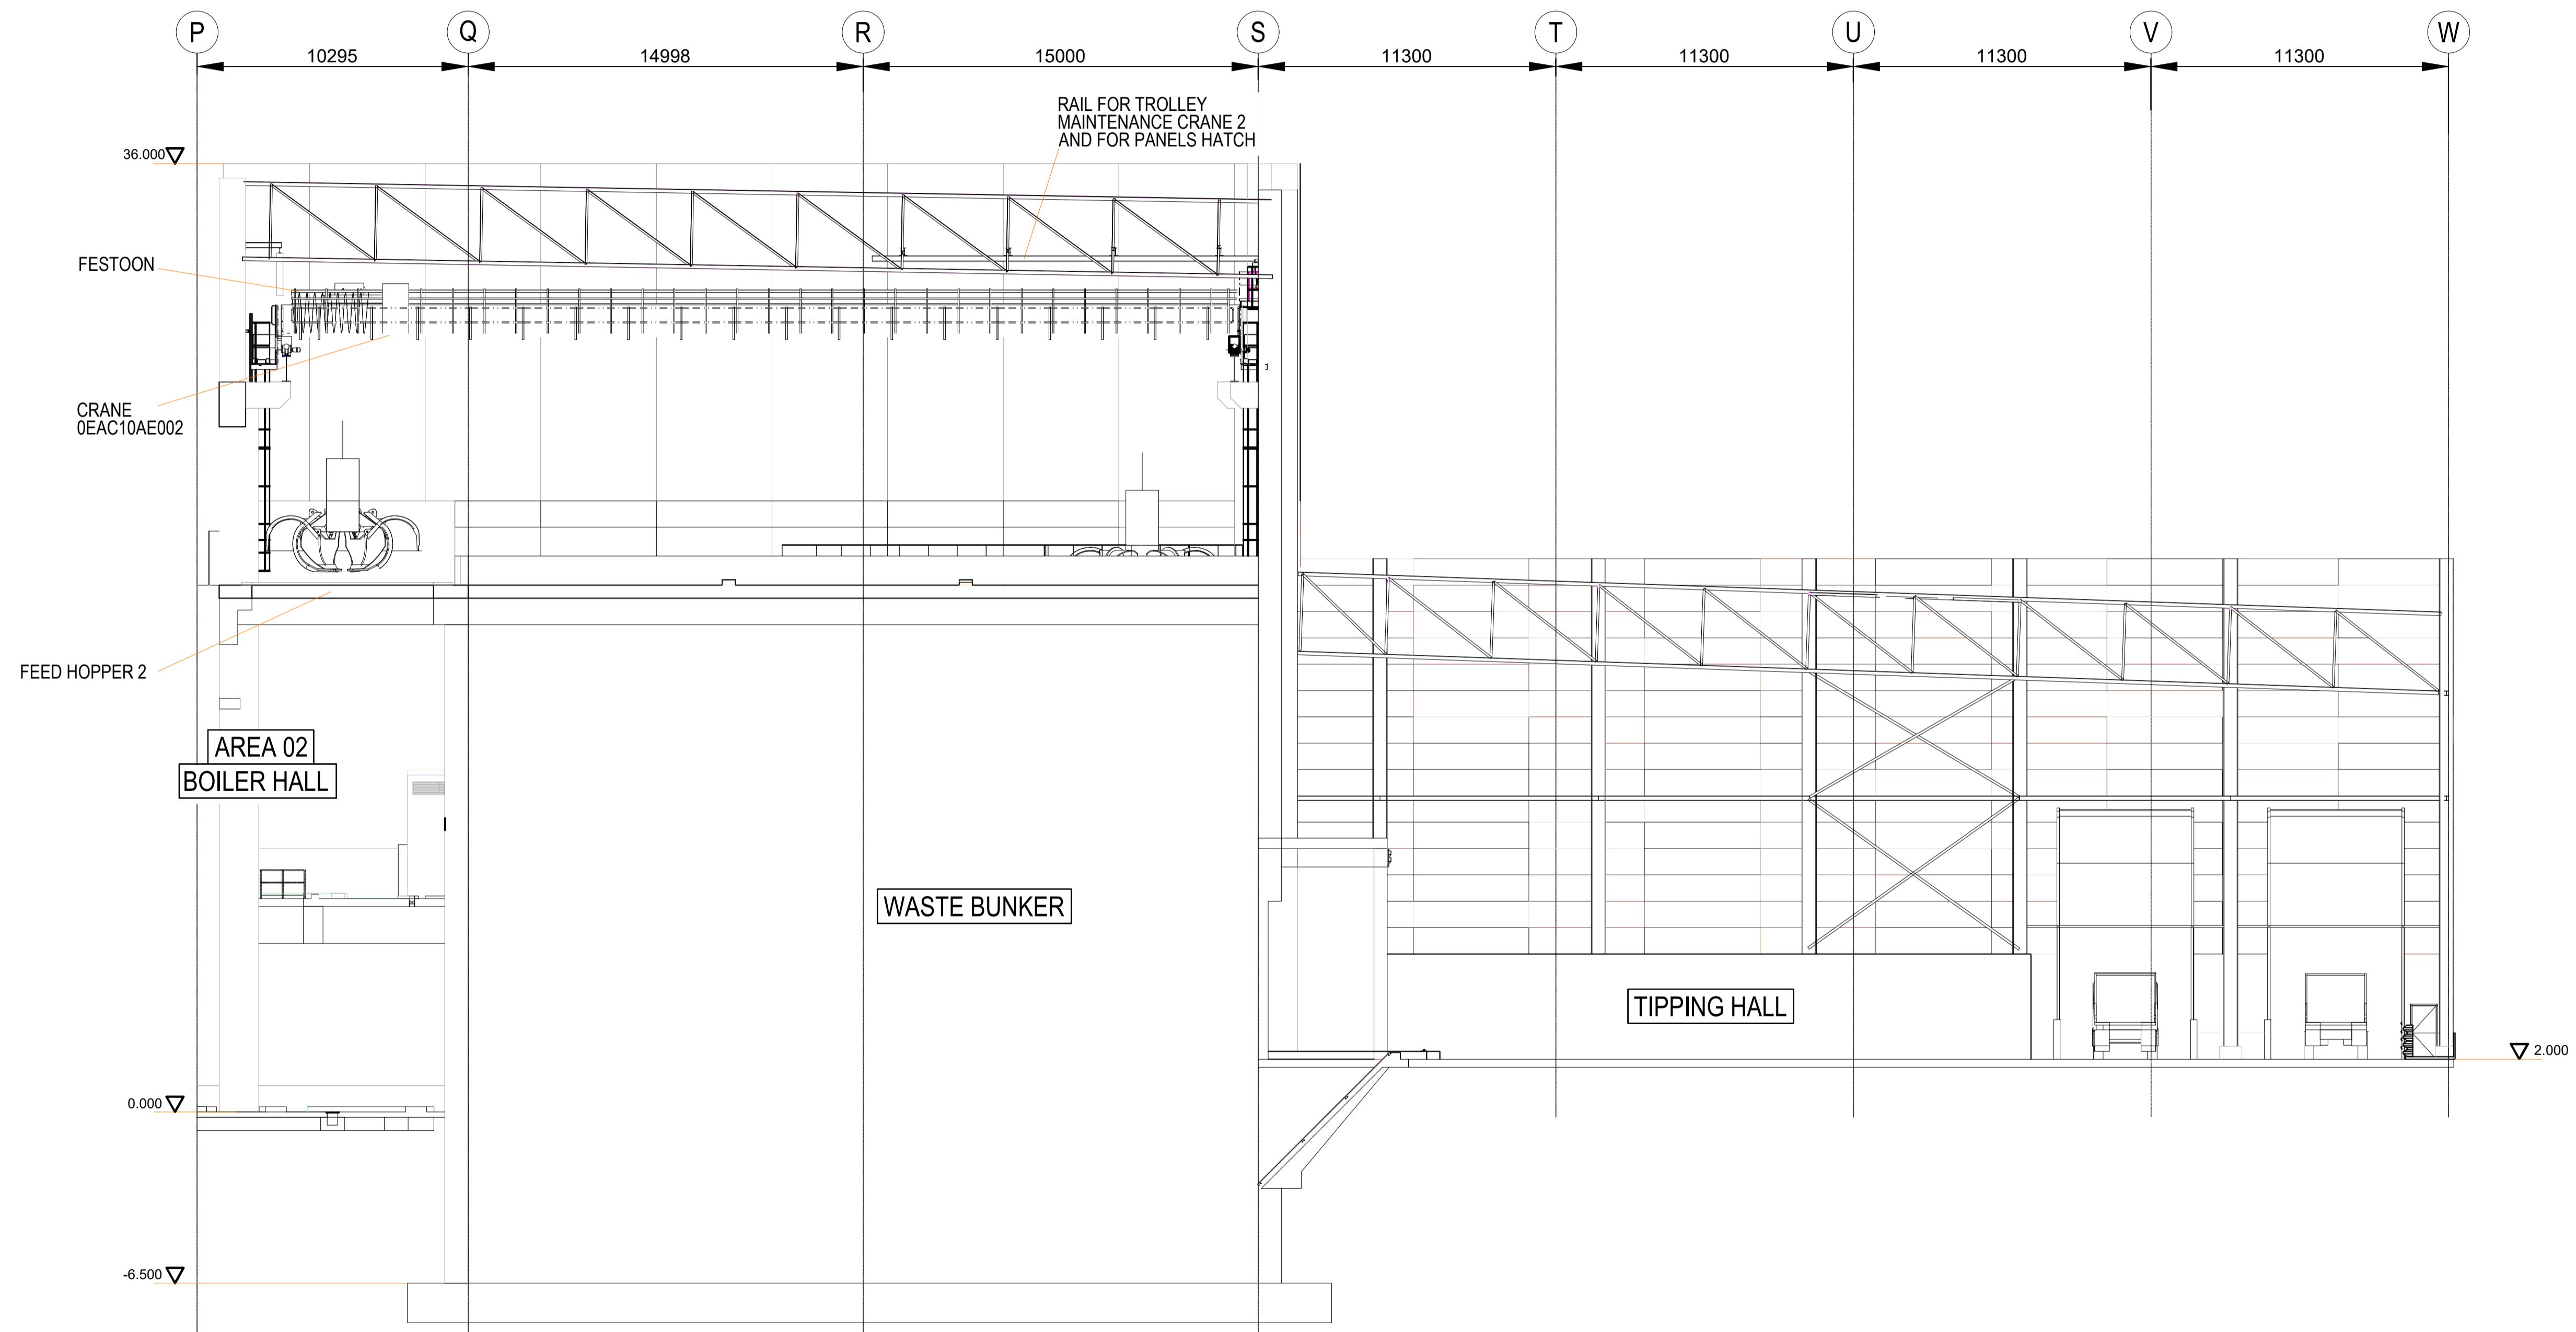 P
Q
R
S
T
U
V
W
10295
14998
15000
11300
11300
11300
11300
RAIL FOR TROLLEY
MAINTENANCE CRANE 2
AND FOR PANELS HATCH
36.000
FESTOON
CRANE
0EAC10AE002
FEED HOPPER 2
AREA 02
BOILER HALL
WASTE BUNKER
TIPPING HALL
2.000
0.000
-6.500